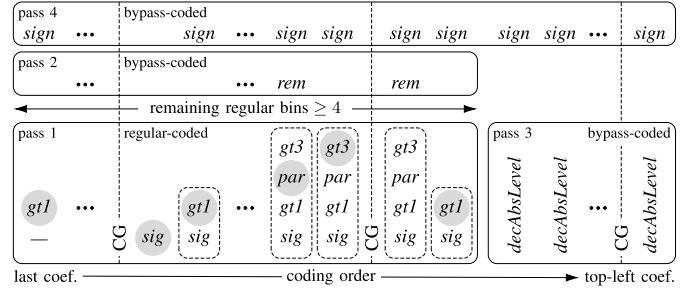 pass 4 bypass-coded
sign ••• sign ••• sign sign sign sign sign sign ••• sign
pass 2 bypass-coded
••• ••• rem rem
remaining regular bins ≥ 4
pass 1 regular-coded pass 3 bypass-coded
gt3 gt3 gt3
par par par
gt1 ••• gt1 ••• gt1 gt1 gt1 gt1 decAbsLevel decAbsLevel ••• decAbsLevel
— CG sig sig sig sig CG sig sig CG
last coef. coding order top-left coef.